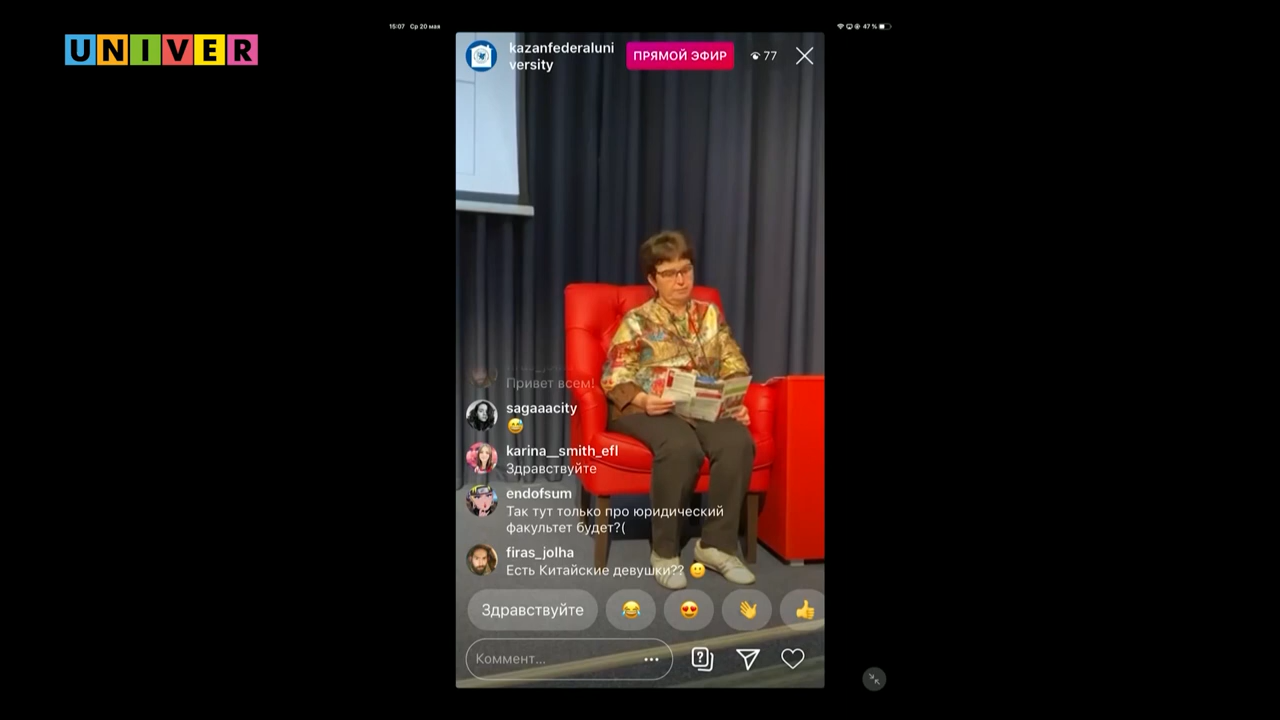 UNIVER
15:07 Ср 20 мая
47 %
kazanfederaluni
versity
ПРЯМОЙ ЭФИР
77
Привет всем!
sagaaacity
karina__smith_efl
Здравствуйте
endofsum
Так тут только про юридический
факультет будет?(
firas_jolha
Есть Китайские девушки??
Здравствуйте
Коммент...